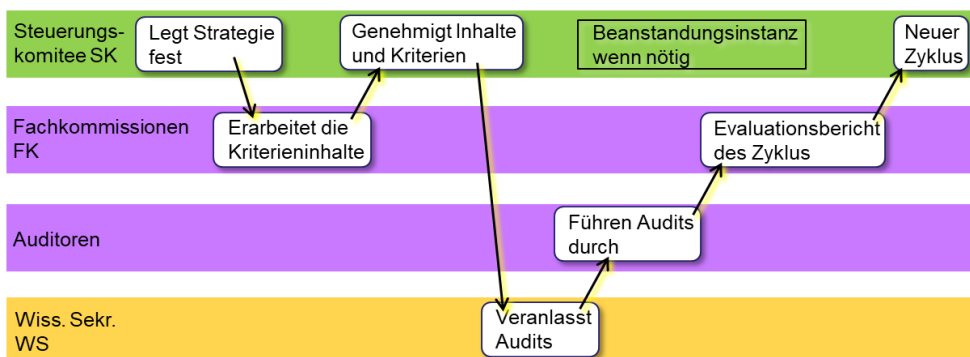 Steuerungs-
komitee SK
Legt Strategie
fest
Genehmigt Inhalte
und Kriterien
Beanstandungsinstanz
wenn nötig
Neuer
Zyklus
Fachkommissionen
FK
Erarbeitet die
Kriterieninhalte
Evaluationsbericht
des Zyklus
Auditoren
Führen Audits
durch
Wiss. Sekr.
WS
Veranlasst
Audits